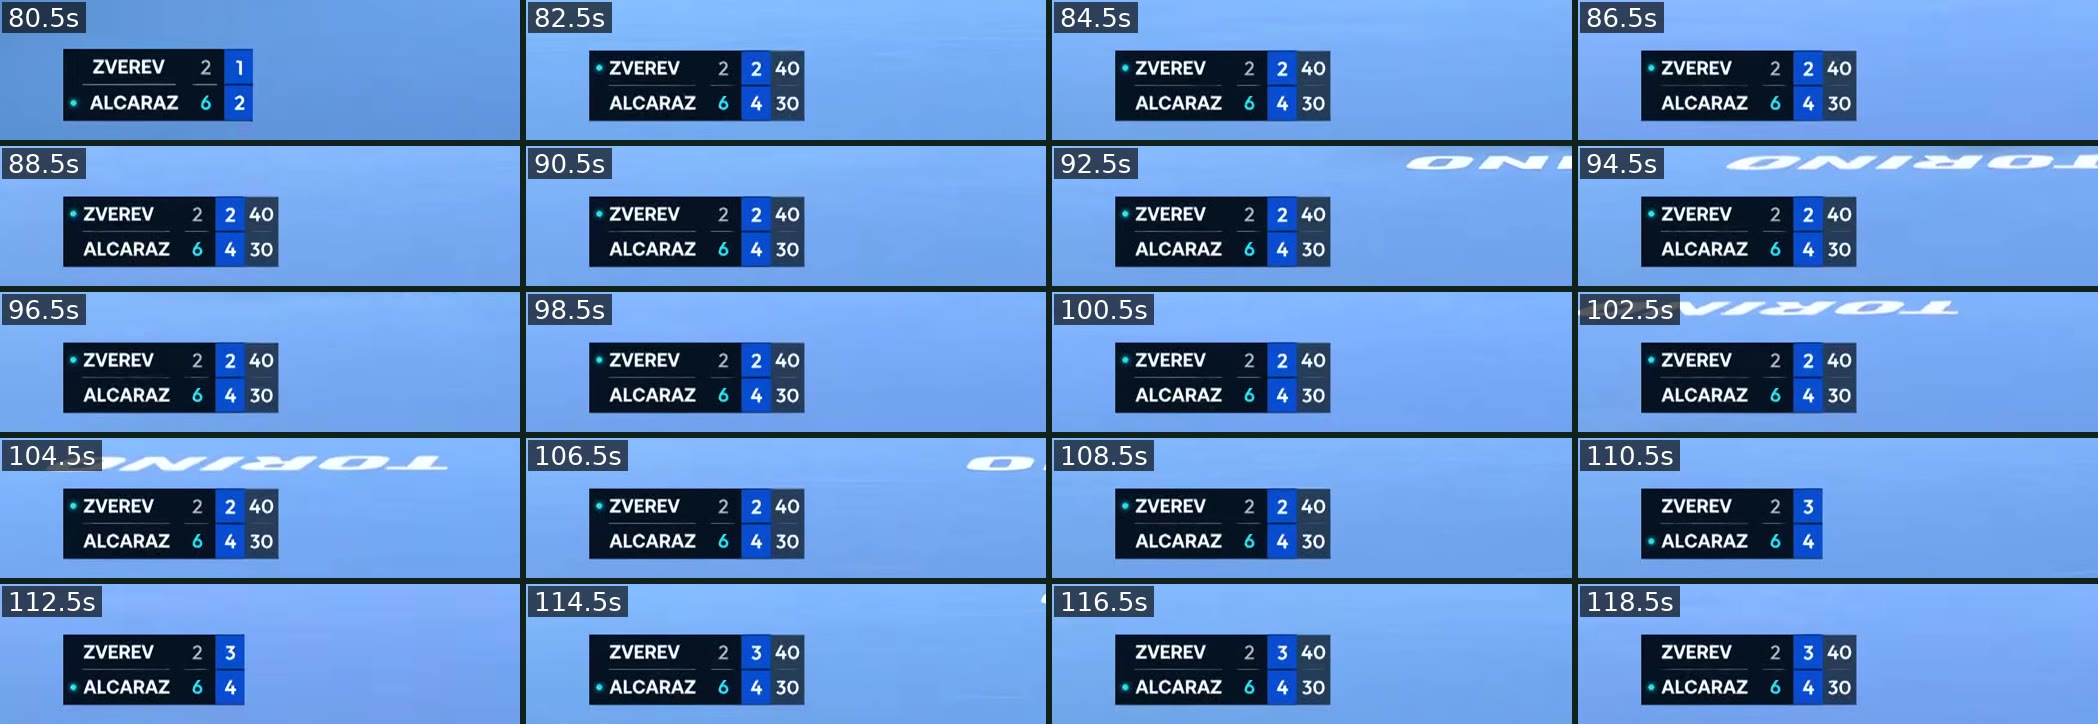 80.5s
ZVEREV 2 1
ALCARAZ 6 2
82.5s
ZVEREV 2 2 40
ALCARAZ 6 4 30
84.5s
ZVEREV 2 2 40
ALCARAZ 6 4 30
86.5s
ZVEREV 2 2 40
ALCARAZ 6 4 30
88.5s
ZVEREV 2 2 40
ALCARAZ 6 4 30
90.5s
ZVEREV 2 2 40
ALCARAZ 6 4 30
92.5s
ZVEREV 2 2 40
ALCARAZ 6 4 30
94.5s
TORINO
ZVEREV 2 2 40
ALCARAZ 6 4 30
96.5s
ZVEREV 2 2 40
ALCARAZ 6 4 30
98.5s
ZVEREV 2 2 40
ALCARAZ 6 4 30
100.5s
ZVEREV 2 2 40
ALCARAZ 6 4 30
102.5s
ZVEREV 2 2 40
ALCARAZ 6 4 30
104.5s
ZVEREV 2 2 40
ALCARAZ 6 4 30
106.5s
ZVEREV 2 2 40
ALCARAZ 6 4 30
108.5s
ZVEREV 2 2 40
ALCARAZ 6 4 30
110.5s
ZVEREV 2 3
ALCARAZ 6 4
112.5s
ZVEREV 2 3
ALCARAZ 6 4
114.5s
ZVEREV 2 3 40
ALCARAZ 6 4 30
116.5s
ZVEREV 2 3 40
ALCARAZ 6 4 30
118.5s
ZVEREV 2 3 40
ALCARAZ 6 4 30